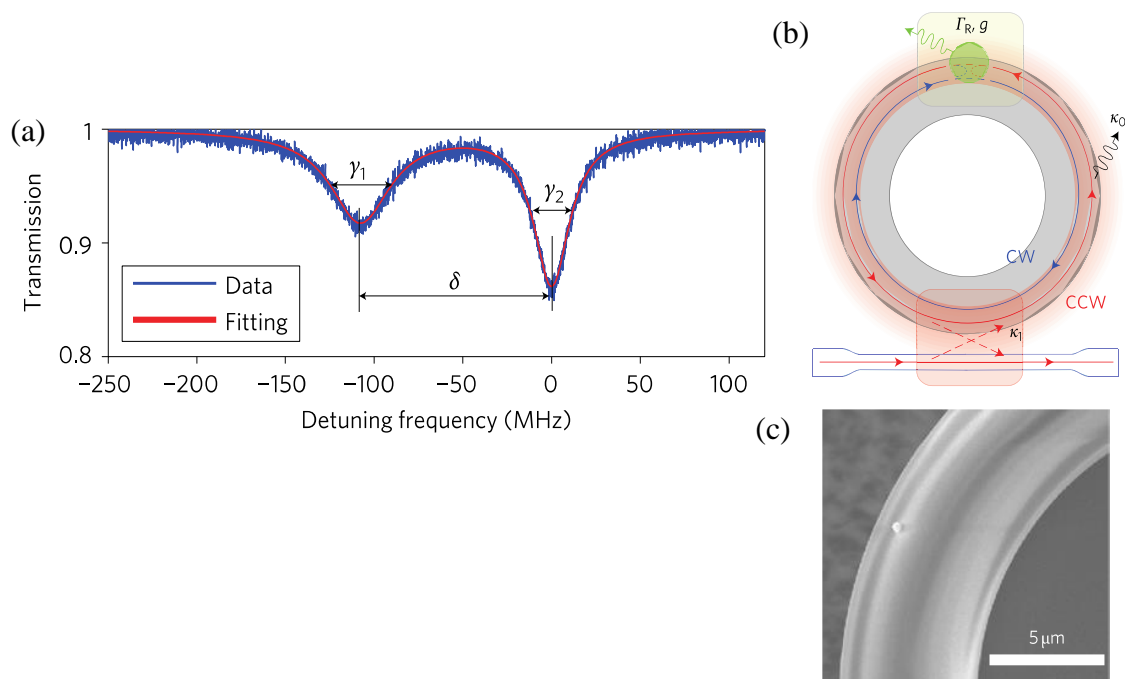 (a)
Transmission
1
0.9
0.8
γ1
γ2
δ
Data
Fitting
−250
−200
−150
−100
−50
0
50
100
Detuning frequency (MHz)
(b)
ΓR, g
κ0
CW
CCW
κ1
(c)
5 μm